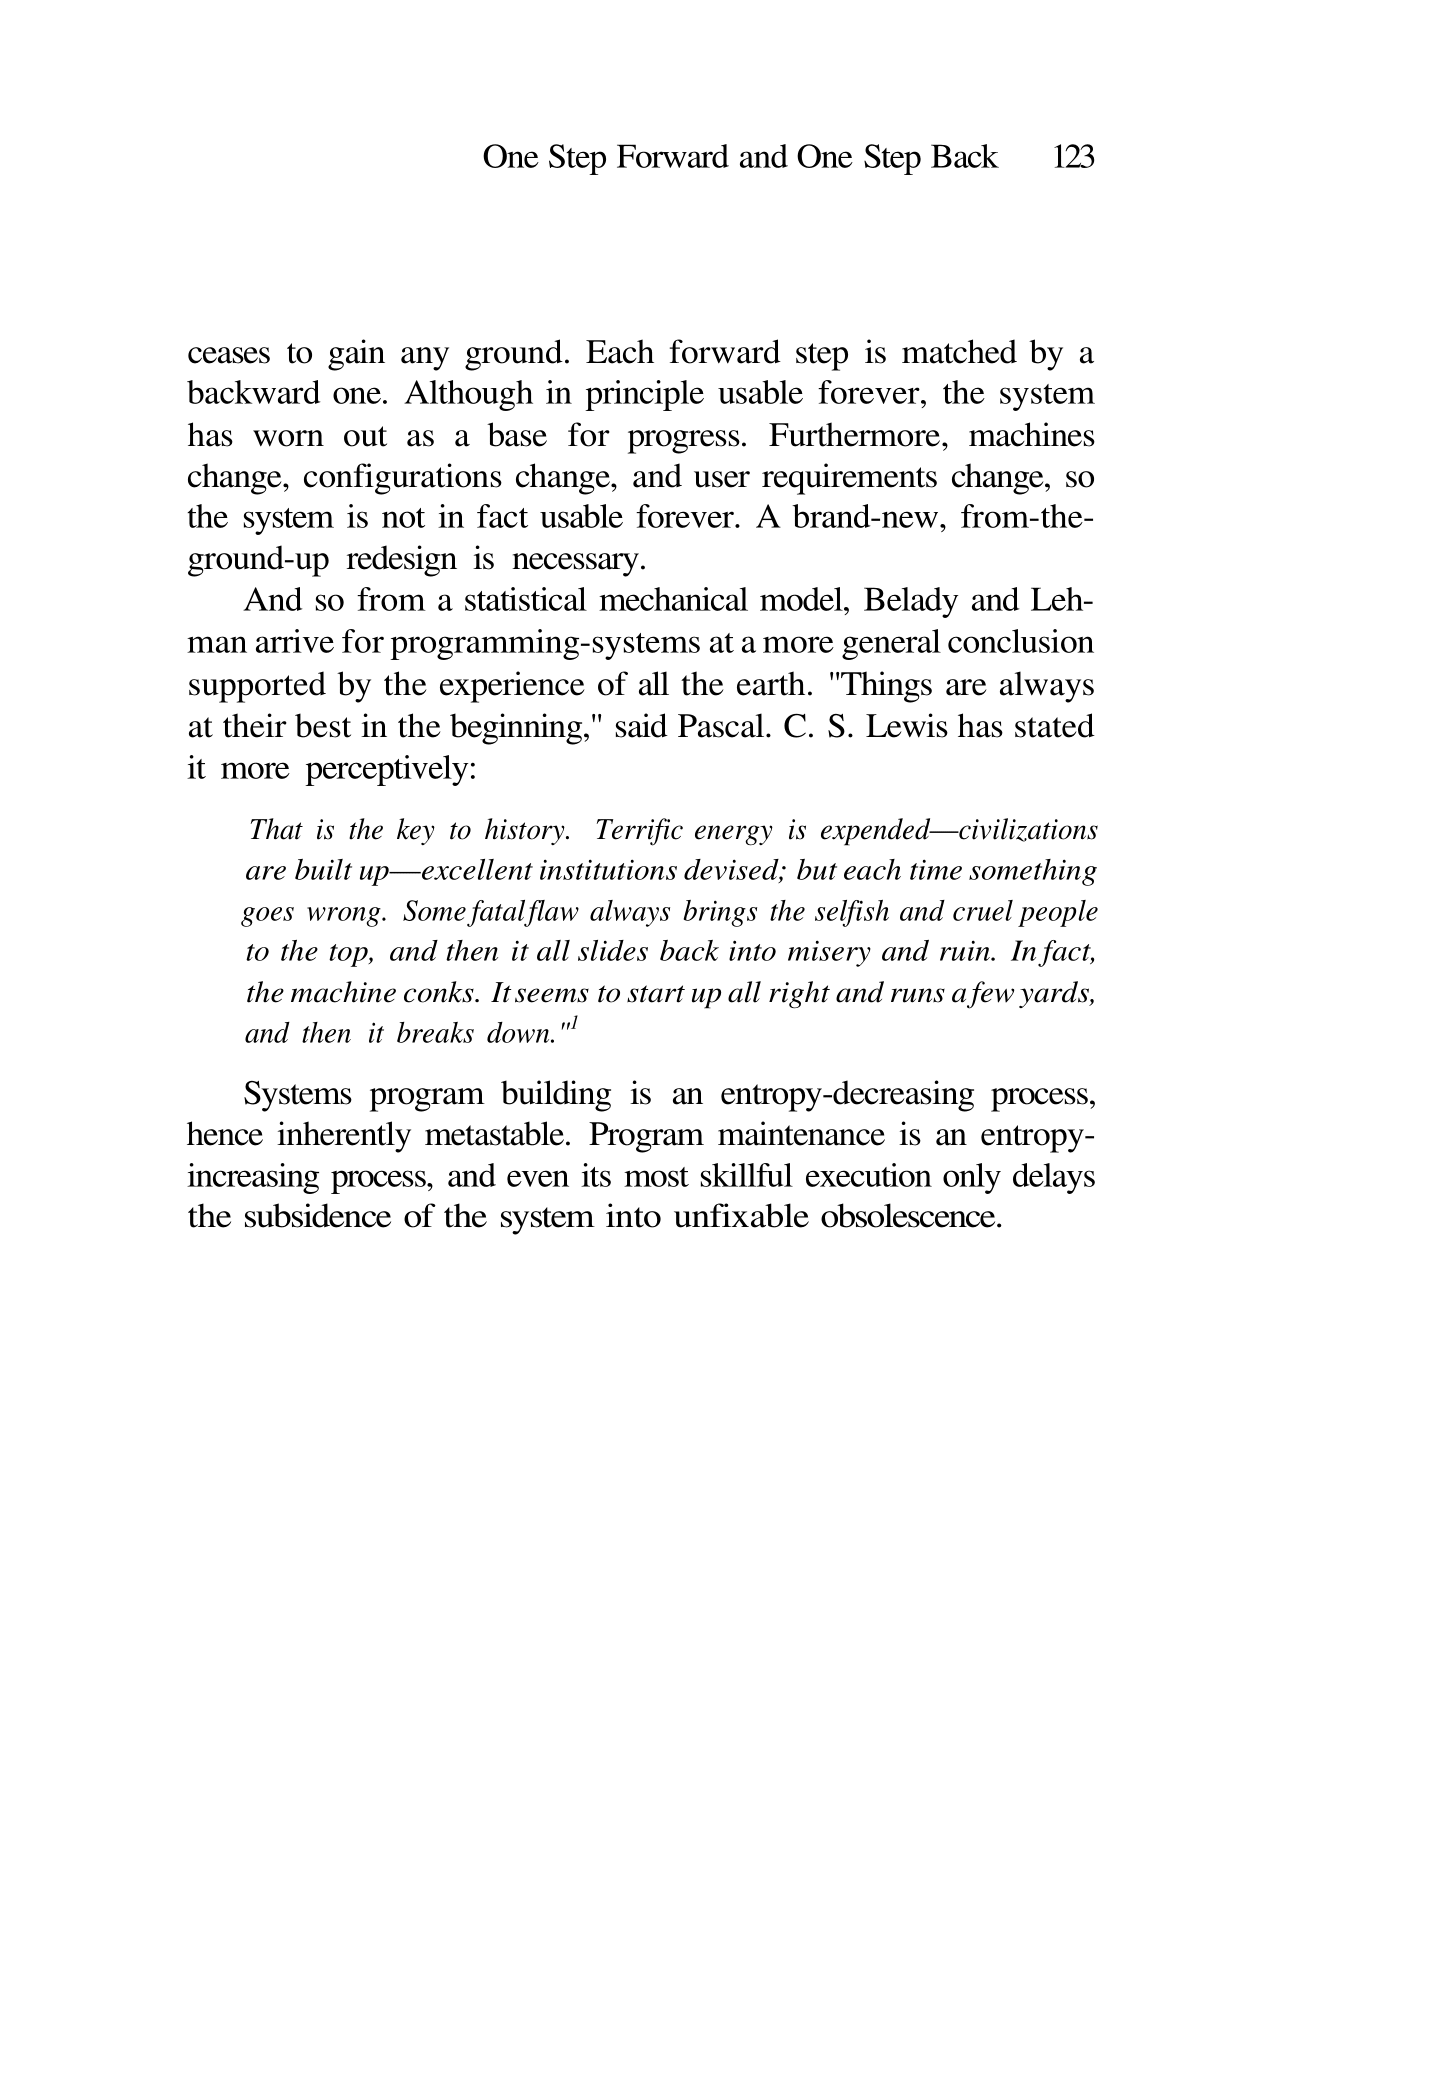 One Step Forward and One Step Back 123
ceases to gain any ground. Each forward step is matched by a
backward one. Although in principle usable forever, the system
has worn out as a base for progress. Furthermore, machines
change, configurations change, and user requirements change, so
the system is not in fact usable forever. A brand-new, from-the-
ground-up redesign is necessary.
And so from a statistical mechanical model, Belady and Leh-
man arrive for programming-systems at a more general conclusion
supported by the experience of all the earth. "Things are always
at their best in the beginning," said Pascal. C. S. Lewis has stated
it more perceptively:
That is the key to history. Terrific energy is expended—civilizations
are built up—excellent institutions devised; but each time something
goes wrong. Some fatal flaw always brings the selfish and cruel people
to the top, and then it all slides back into misery and ruin. In fact,
the machine conks. It seems to start up all right and runs a few yards,
and then it breaks down."1
Systems program building is an entropy-decreasing process,
hence inherently metastable. Program maintenance is an entropy-
increasing process, and even its most skillful execution only delays
the subsidence of the system into unfixable obsolescence.